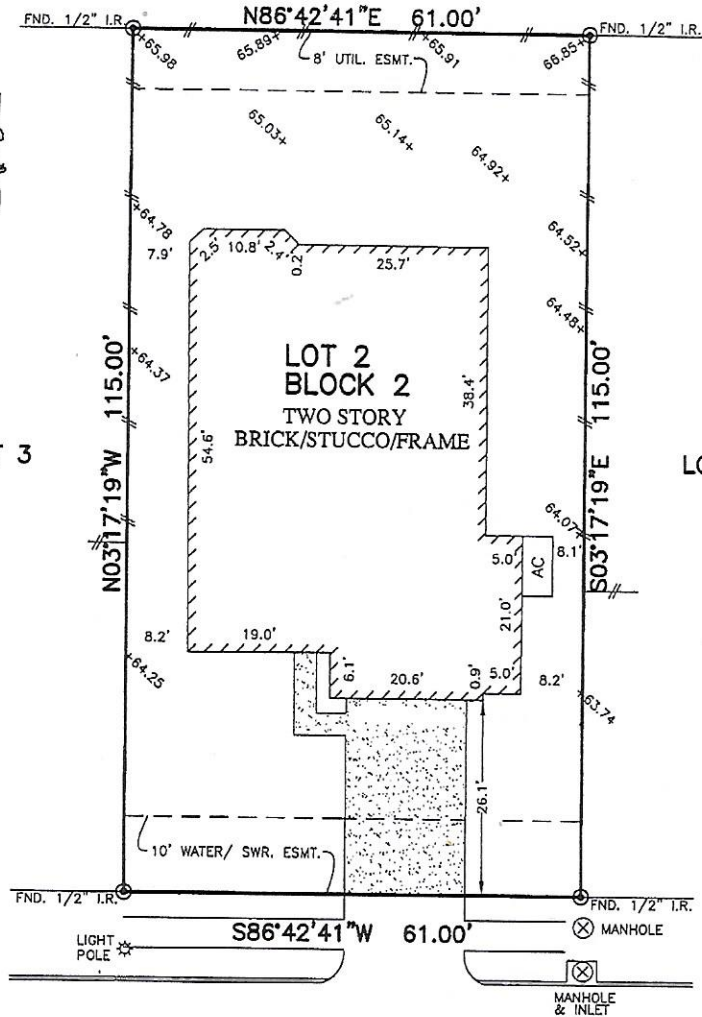 N86°42'41"E 61.00'
FND. 1/2" I.R.
FND. 1/2" I.R.
+65.98
65.89+
+65.91
66.85+
8' UTIL. ESMT.
65.03+
65.14+
64.92+
+64.78
64.52+
7.9'
2.5'
10.8'
2.4'
0.2
25.7'
64.48+
+64.37
LOT 2
BLOCK 2
TWO STORY
BRICK/STUCCO/FRAME
38.4'
54.6'
N03°17'19"W 115.00'
S03°17'19"E 115.00'
3
LO
64.07+
5.0'
AC
8.1'
21.0'
8.2'
19.0'
6.1'
20.6'
0.9'
5.0'
8.2'
+64.25
+63.74
26.1'
10' WATER/ SWR. ESMT.
FND. 1/2" I.R.
FND. 1/2" I.R.
S86°42'41"W 61.00'
LIGHT
POLE
MANHOLE
MANHOLE
& INLET